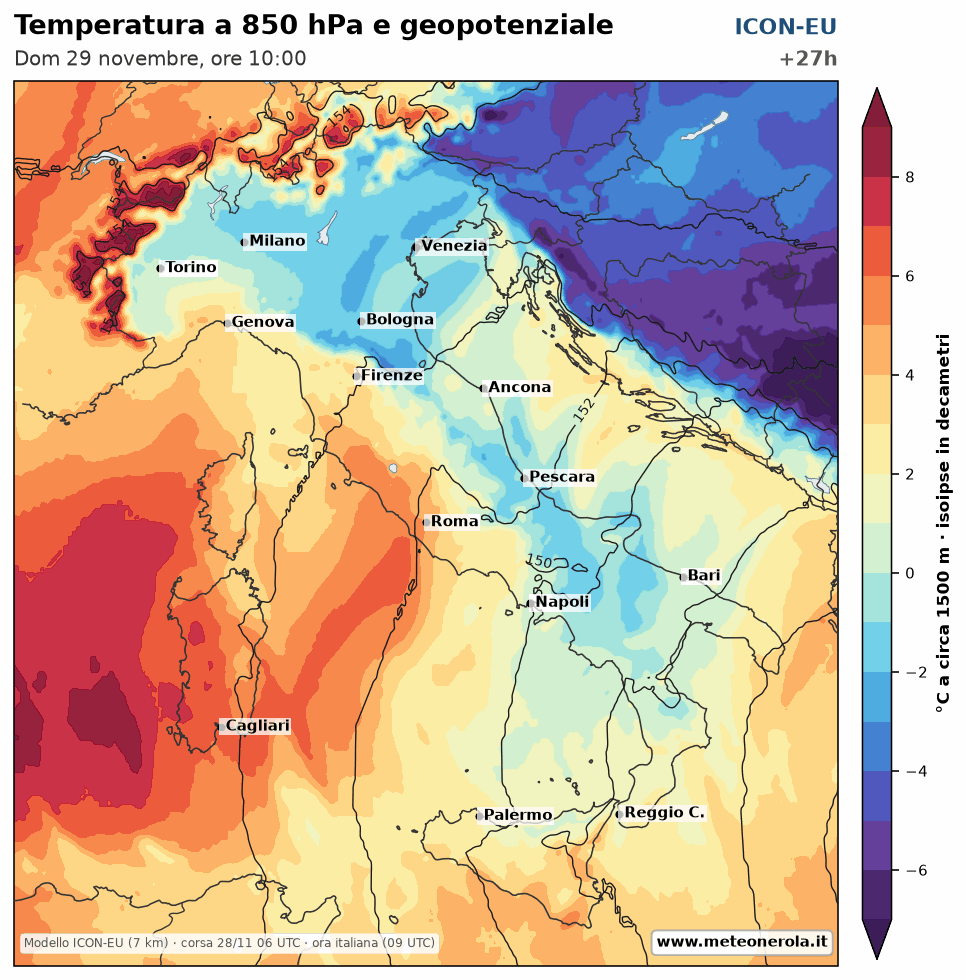 Temperatura a 850 hPa e geopotenziale
ICON-EU
Dom 29 novembre, ore 10:00
+27h
154
Milano
Venezia
Torino
Genova
Bologna
Firenze
Ancona
152
Pescara
Roma
150
Bari
Napoli
Cagliari
Palermo
Reggio C.
8
6
4
2
0
−2
−4
−6
°C a circa 1500 m · isoipse in decametri
Modello ICON-EU (7 km) · corsa 28/11 06 UTC · ora italiana (09 UTC)
www.meteonerola.it